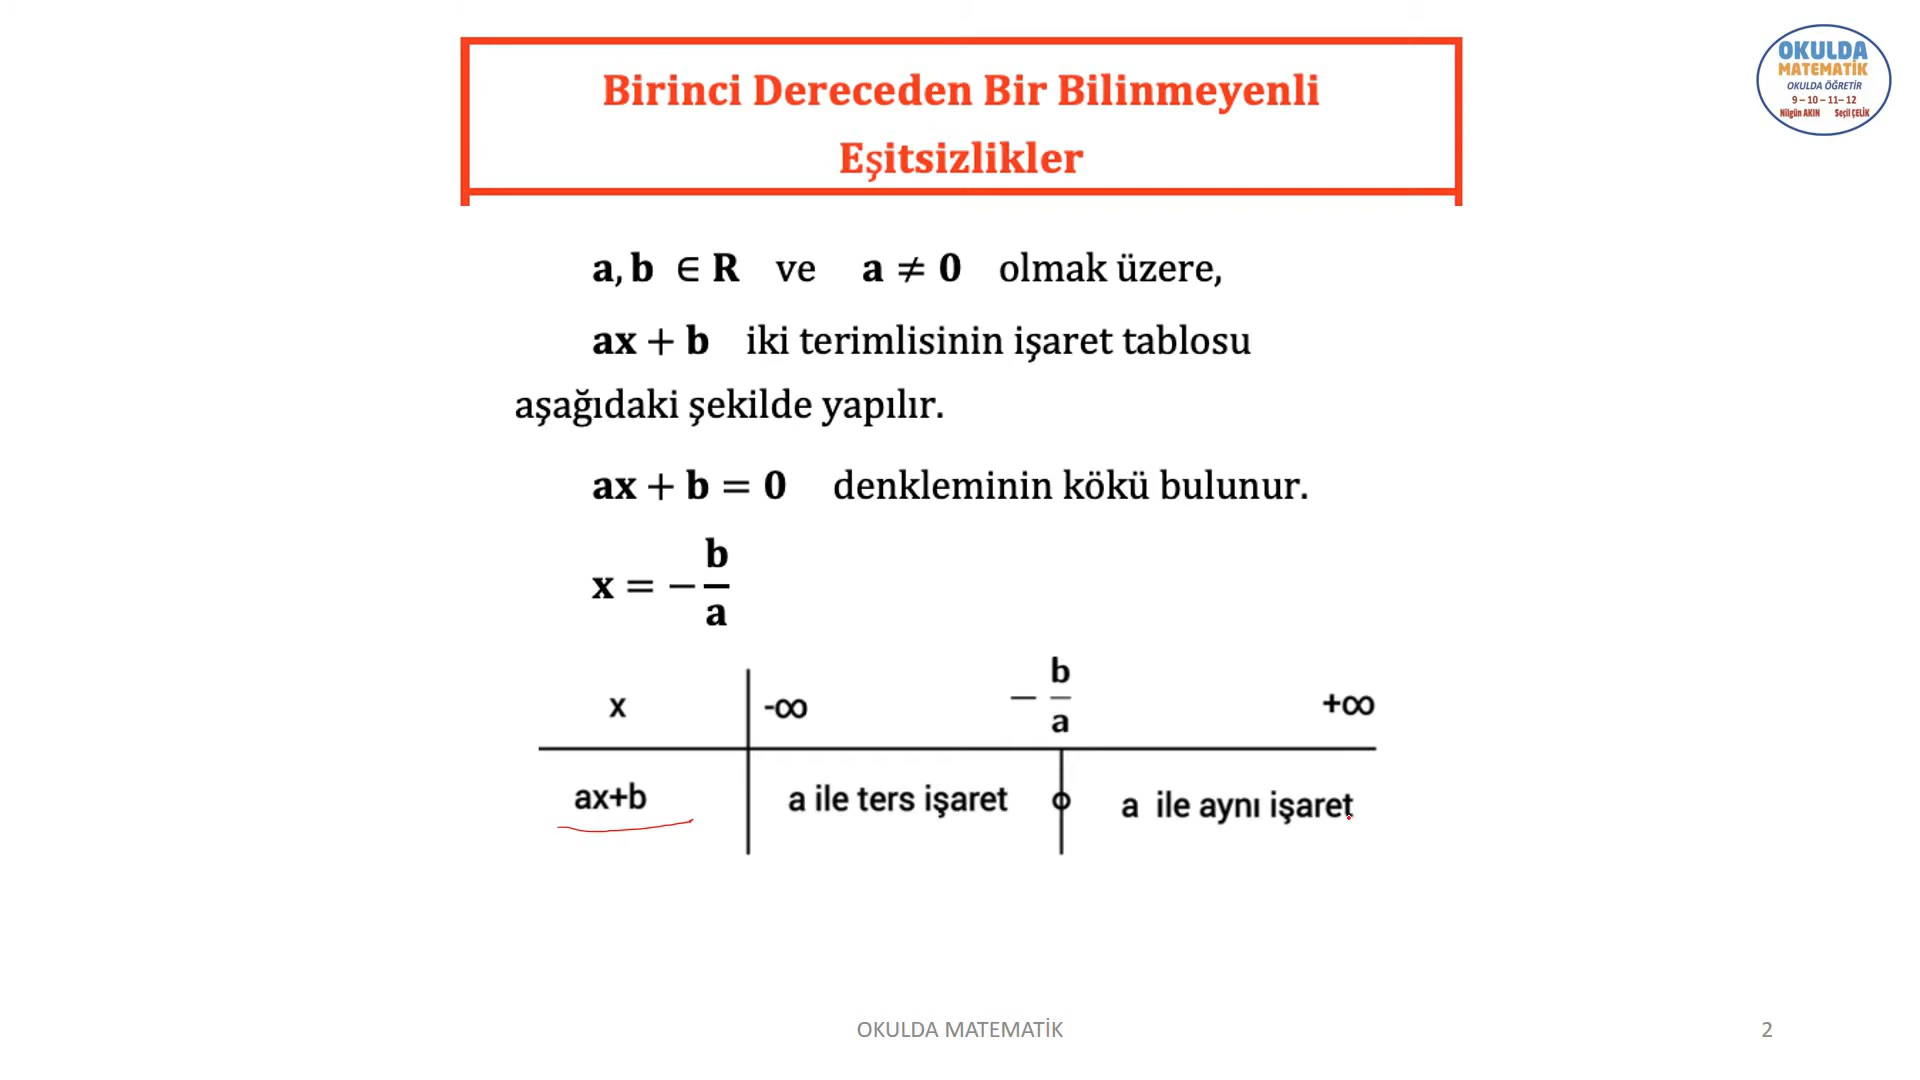 OKULDA
MATEMATİK
OKULDA ÖĞRETİR
9 – 10 – 11– 12
Nilgün AKIN Seçil ÇELİK
Birinci Dereceden Bir Bilinmeyenli
Eşitsizlikler
a, b ∈ R ve a ≠ 0 olmak üzere,
ax + b iki terimlisinin işaret tablosu
aşağıdaki şekilde yapılır.
ax + b = 0 denkleminin kökü bulunur.
x = − b/a
x -∞ − b/a +∞
ax+b a ile ters işaret o a ile aynı işaret
OKULDA MATEMATİK 2